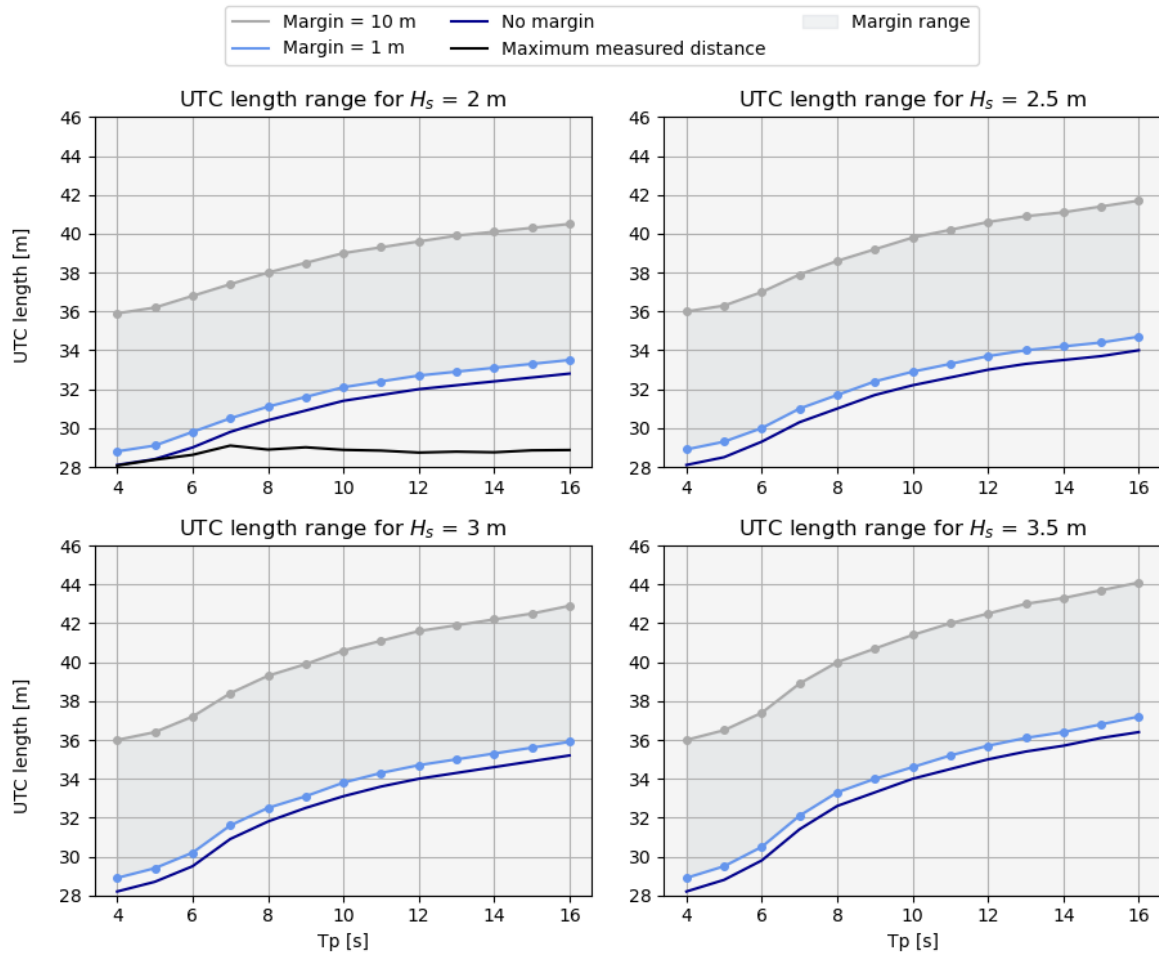 Margin = 10 m
Margin = 1 m
No margin
Maximum measured distance
Margin range
UTC length range for Hₛ = 2 m
46
44
42
40
38
36
34
32
30
28
UTC length [m]
4 6 8 10 12 14 16
UTC length range for Hₛ = 2.5 m
46
44
42
40
38
36
34
32
30
28
4 6 8 10 12 14 16
UTC length range for Hₛ = 3 m
46
44
42
40
38
36
34
32
30
28
UTC length [m]
4 6 8 10 12 14 16
Tp [s]
UTC length range for Hₛ = 3.5 m
46
44
42
40
38
36
34
32
30
28
4 6 8 10 12 14 16
Tp [s]